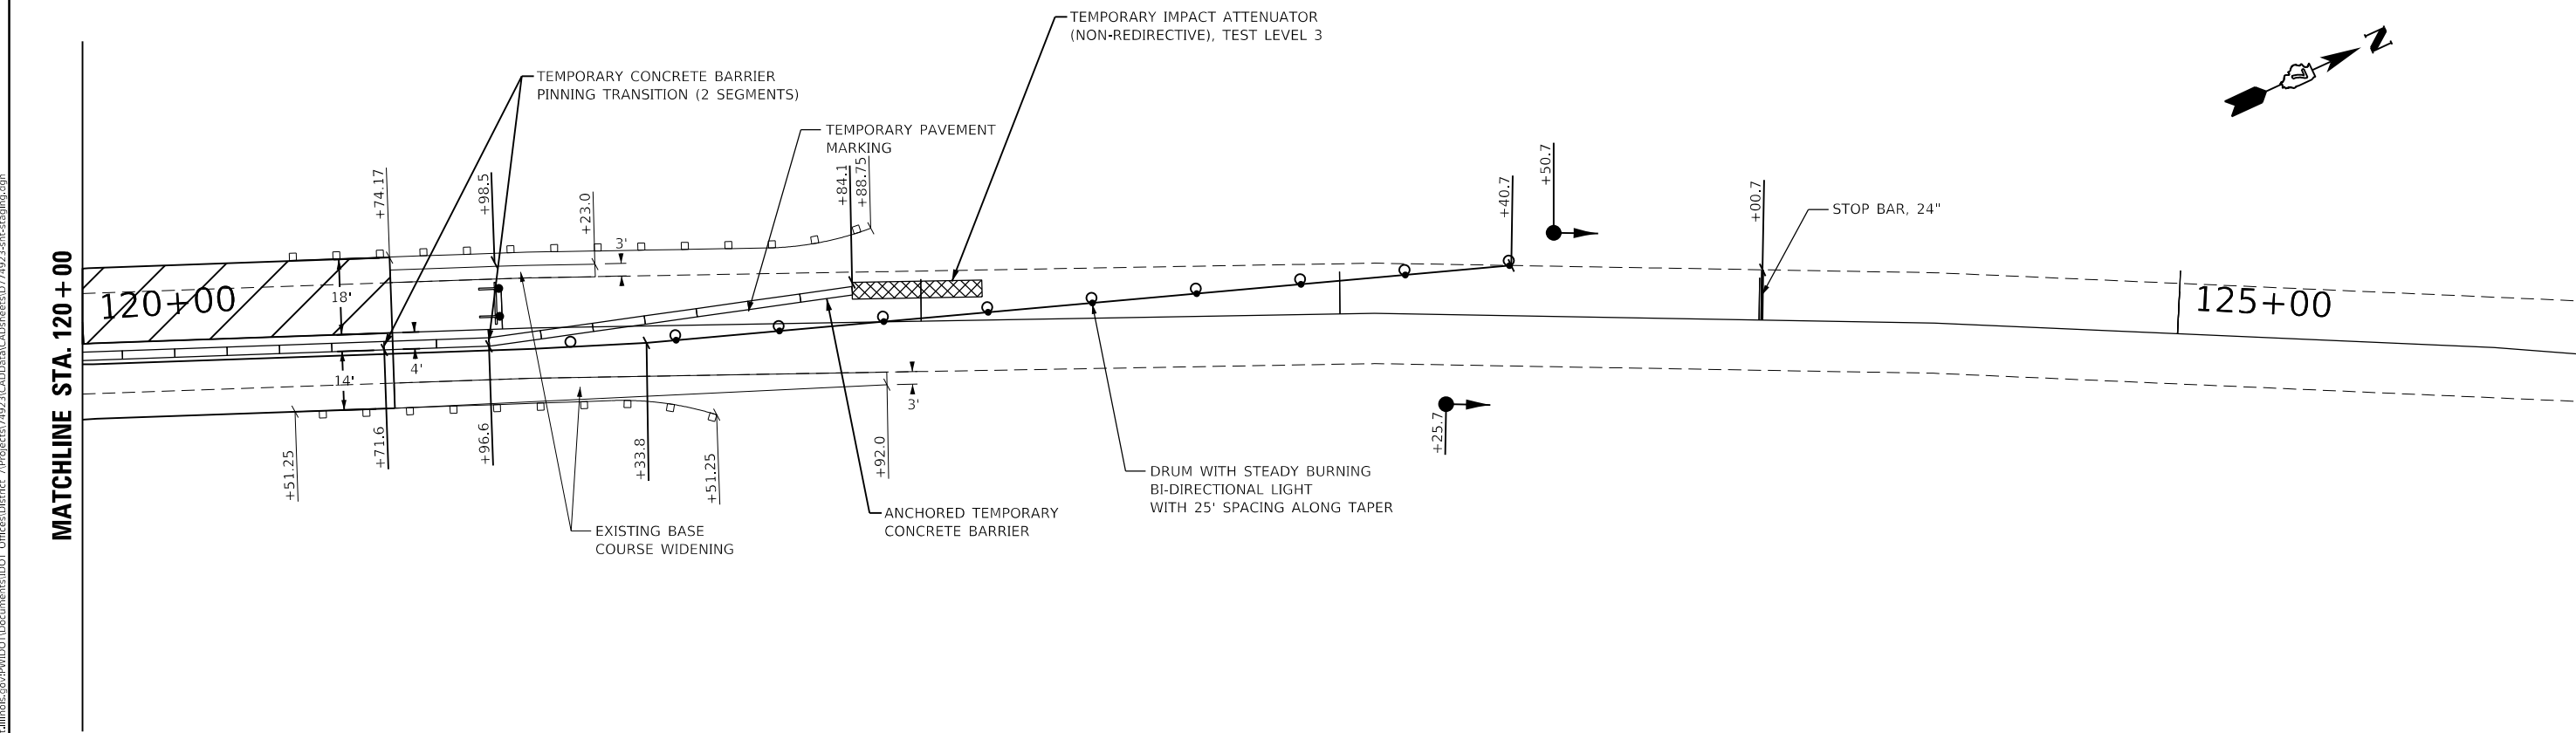 TEMPORARY IMPACT ATTENUATOR
(NON-REDIRECTIVE), TEST LEVEL 3
N
TEMPORARY CONCRETE BARRIER
PINNING TRANSITION (2 SEGMENTS)
TEMPORARY PAVEMENT
MARKING
+74.17
+98.5
+23.0
+84.1
+88.75
+40.7
+50.7
+00.7
STOP BAR, 24"
3'
MATCHLINE STA. 120+00
120+00
18'
125+00
14'
4'
3'
+51.25
+71.6
+96.6
+33.8
+51.25
+92.0
+25.7
DRUM WITH STEADY BURNING
BI-DIRECTIONAL LIGHT
WITH 25' SPACING ALONG TAPER
ANCHORED TEMPORARY
CONCRETE BARRIER
EXISTING BASE
COURSE WIDENING